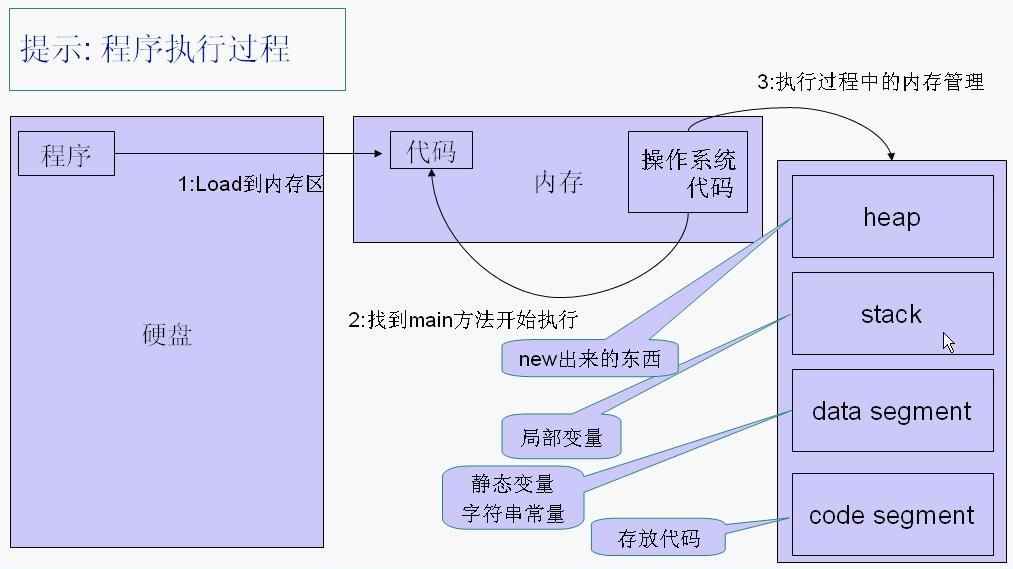 提示: 程序执行过程
3:执行过程中的内存管理
程序
代码
操作系统
代码
1:Load到内存区
内存
heap
硬盘
2:找到main方法开始执行
stack
new出来的东西
data segment
局部变量
静态变量
字符串常量
code segment
存放代码